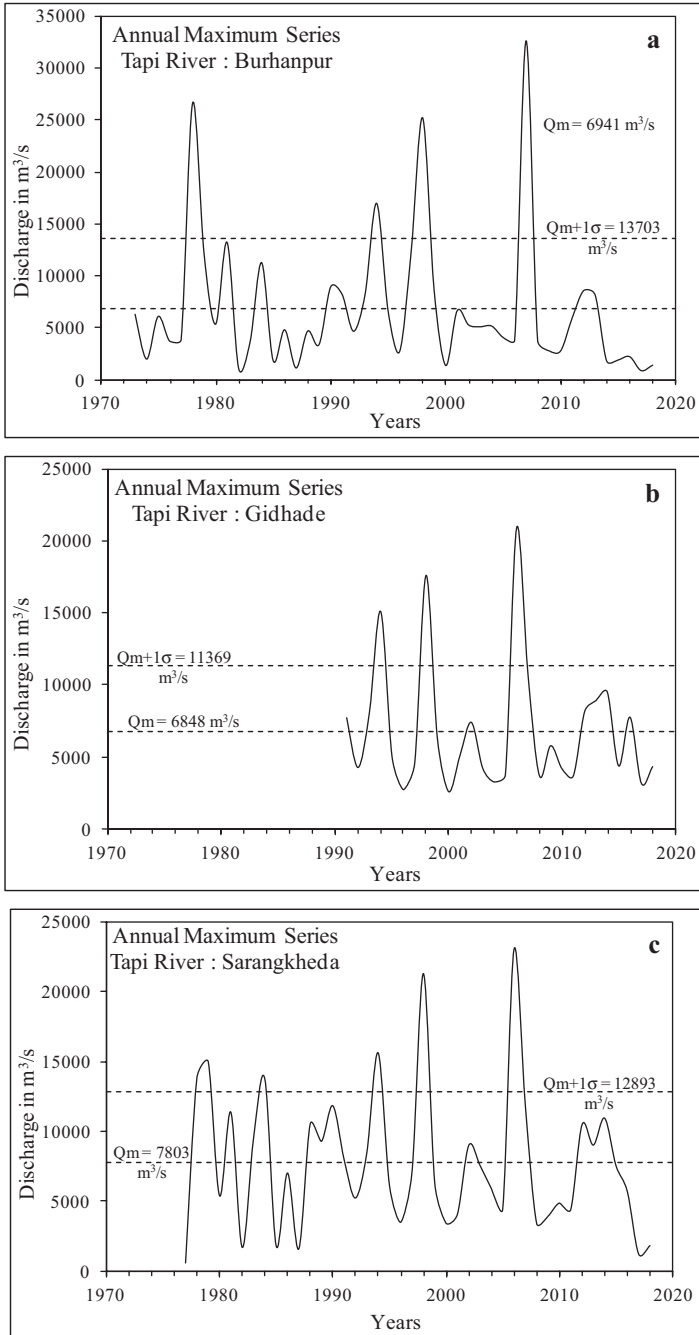 Annual Maximum Series
Tapi River : Burhanpur
a
Qm = 6941 m³/s
Qm+1σ = 13703
m³/s
Discharge in m³/s
35000
30000
25000
20000
15000
10000
5000
0
1970
1980
1990
2000
2010
2020
Years
Annual Maximum Series
Tapi River : Gidhade
b
Qm+1σ = 11369
m³/s
Qm = 6848 m³/s
Discharge in m³/s
25000
20000
15000
10000
5000
0
1970
1980
1990
2000
2010
2020
Years
Annual Maximum Series
Tapi River : Sarangkheda
c
Qm+1σ = 12893
m³/s
Qm = 7803
m³/s
Discharge in m³/s
25000
20000
15000
10000
5000
0
1970
1980
1990
2000
2010
2020
Years